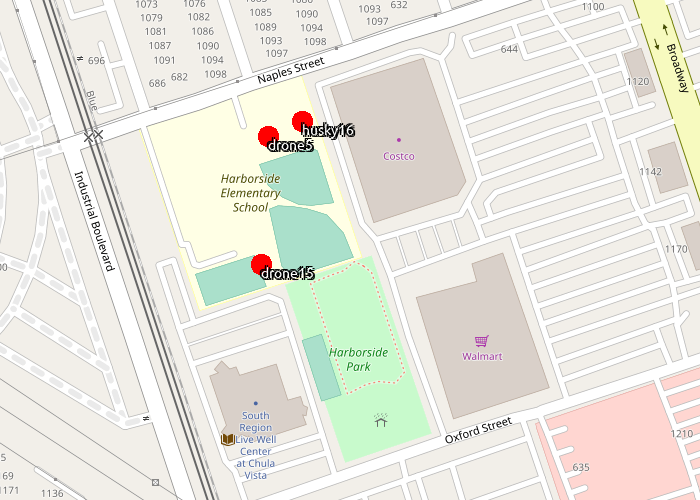 1073
1079
1081
1087
1091
686
682
1076
1082
1086
1090
1094
1098
1085
1089
1093
1097
1090
1094
1098
1093
1097
632
1100
696
644
Naples Street
Broadway
1120
1142
1170
Blue
husky16
drone5
Costco
Harborside
Elementary
School
Industrial Boulevard
drone15
Walmart
Harborside
Park
South
Region
Live Well
Center
at Chula
Vista
Oxford Street
1210
635
169
1171
1136